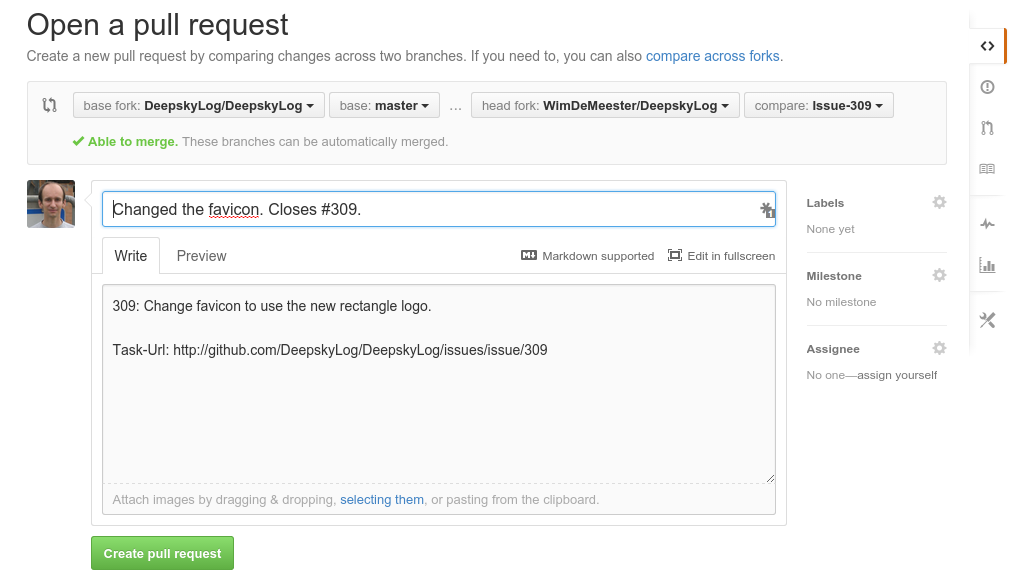 Open a pull request
Create a new pull request by comparing changes across two branches. If you need to, you can also compare across forks.
base fork: DeepskyLog/DeepskyLog base: master ... head fork: WimDeMeester/DeepskyLog compare: Issue-309
Able to merge. These branches can be automatically merged.
Changed the favicon. Closes #309.
1
Write Preview Markdown supported Edit in fullscreen
309: Change favicon to use the new rectangle logo.
Task-Url: http://github.com/DeepskyLog/DeepskyLog/issues/issue/309
Attach images by dragging & dropping, selecting them, or pasting from the clipboard.
Create pull request
Labels
None yet
Milestone
No milestone
Assignee
No one—assign yourself